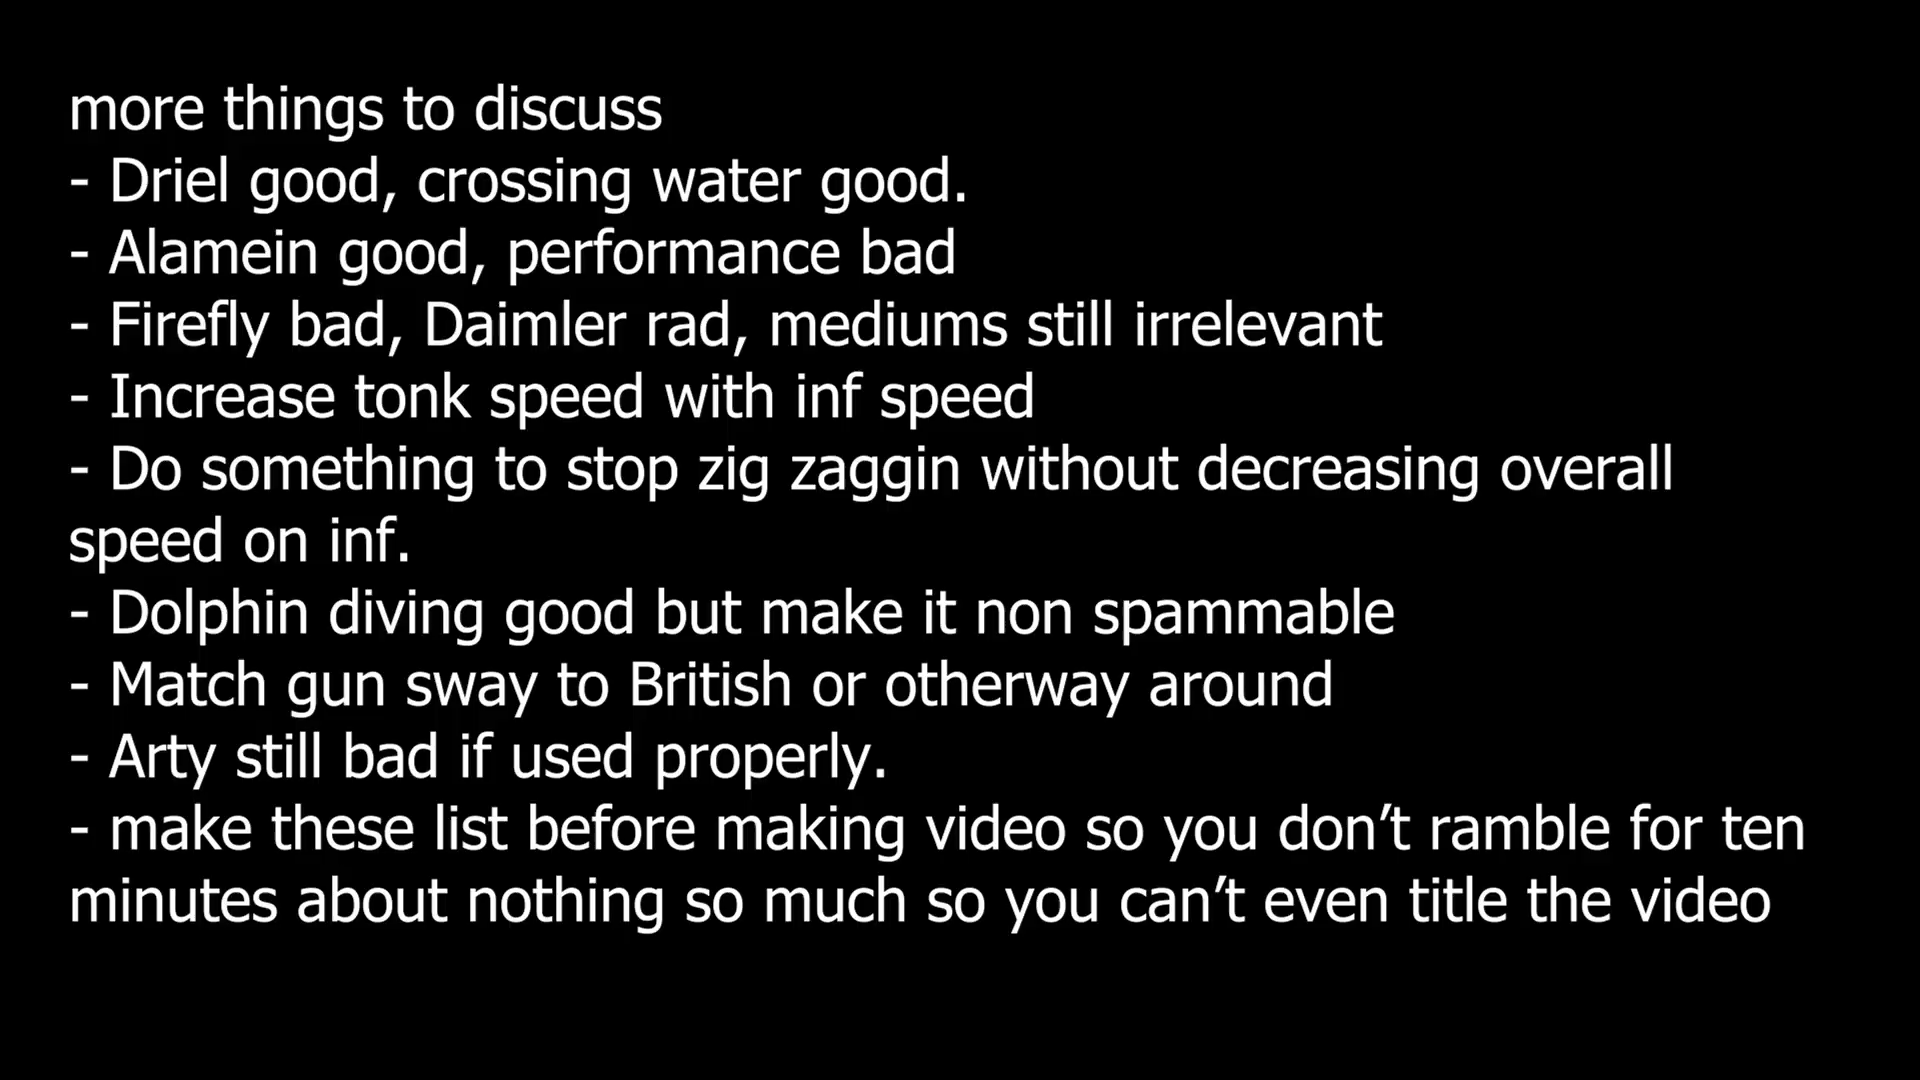 more things to discuss
- Driel good, crossing water good.
- Alamein good, performance bad
- Firefly bad, Daimler rad, mediums still irrelevant
- Increase tonk speed with inf speed
- Do something to stop zig zaggin without decreasing overall
speed on inf.
- Dolphin diving good but make it non spammable
- Match gun sway to British or otherway around
- Arty still bad if used properly.
- make these list before making video so you don’t ramble for ten
minutes about nothing so much so you can’t even title the video